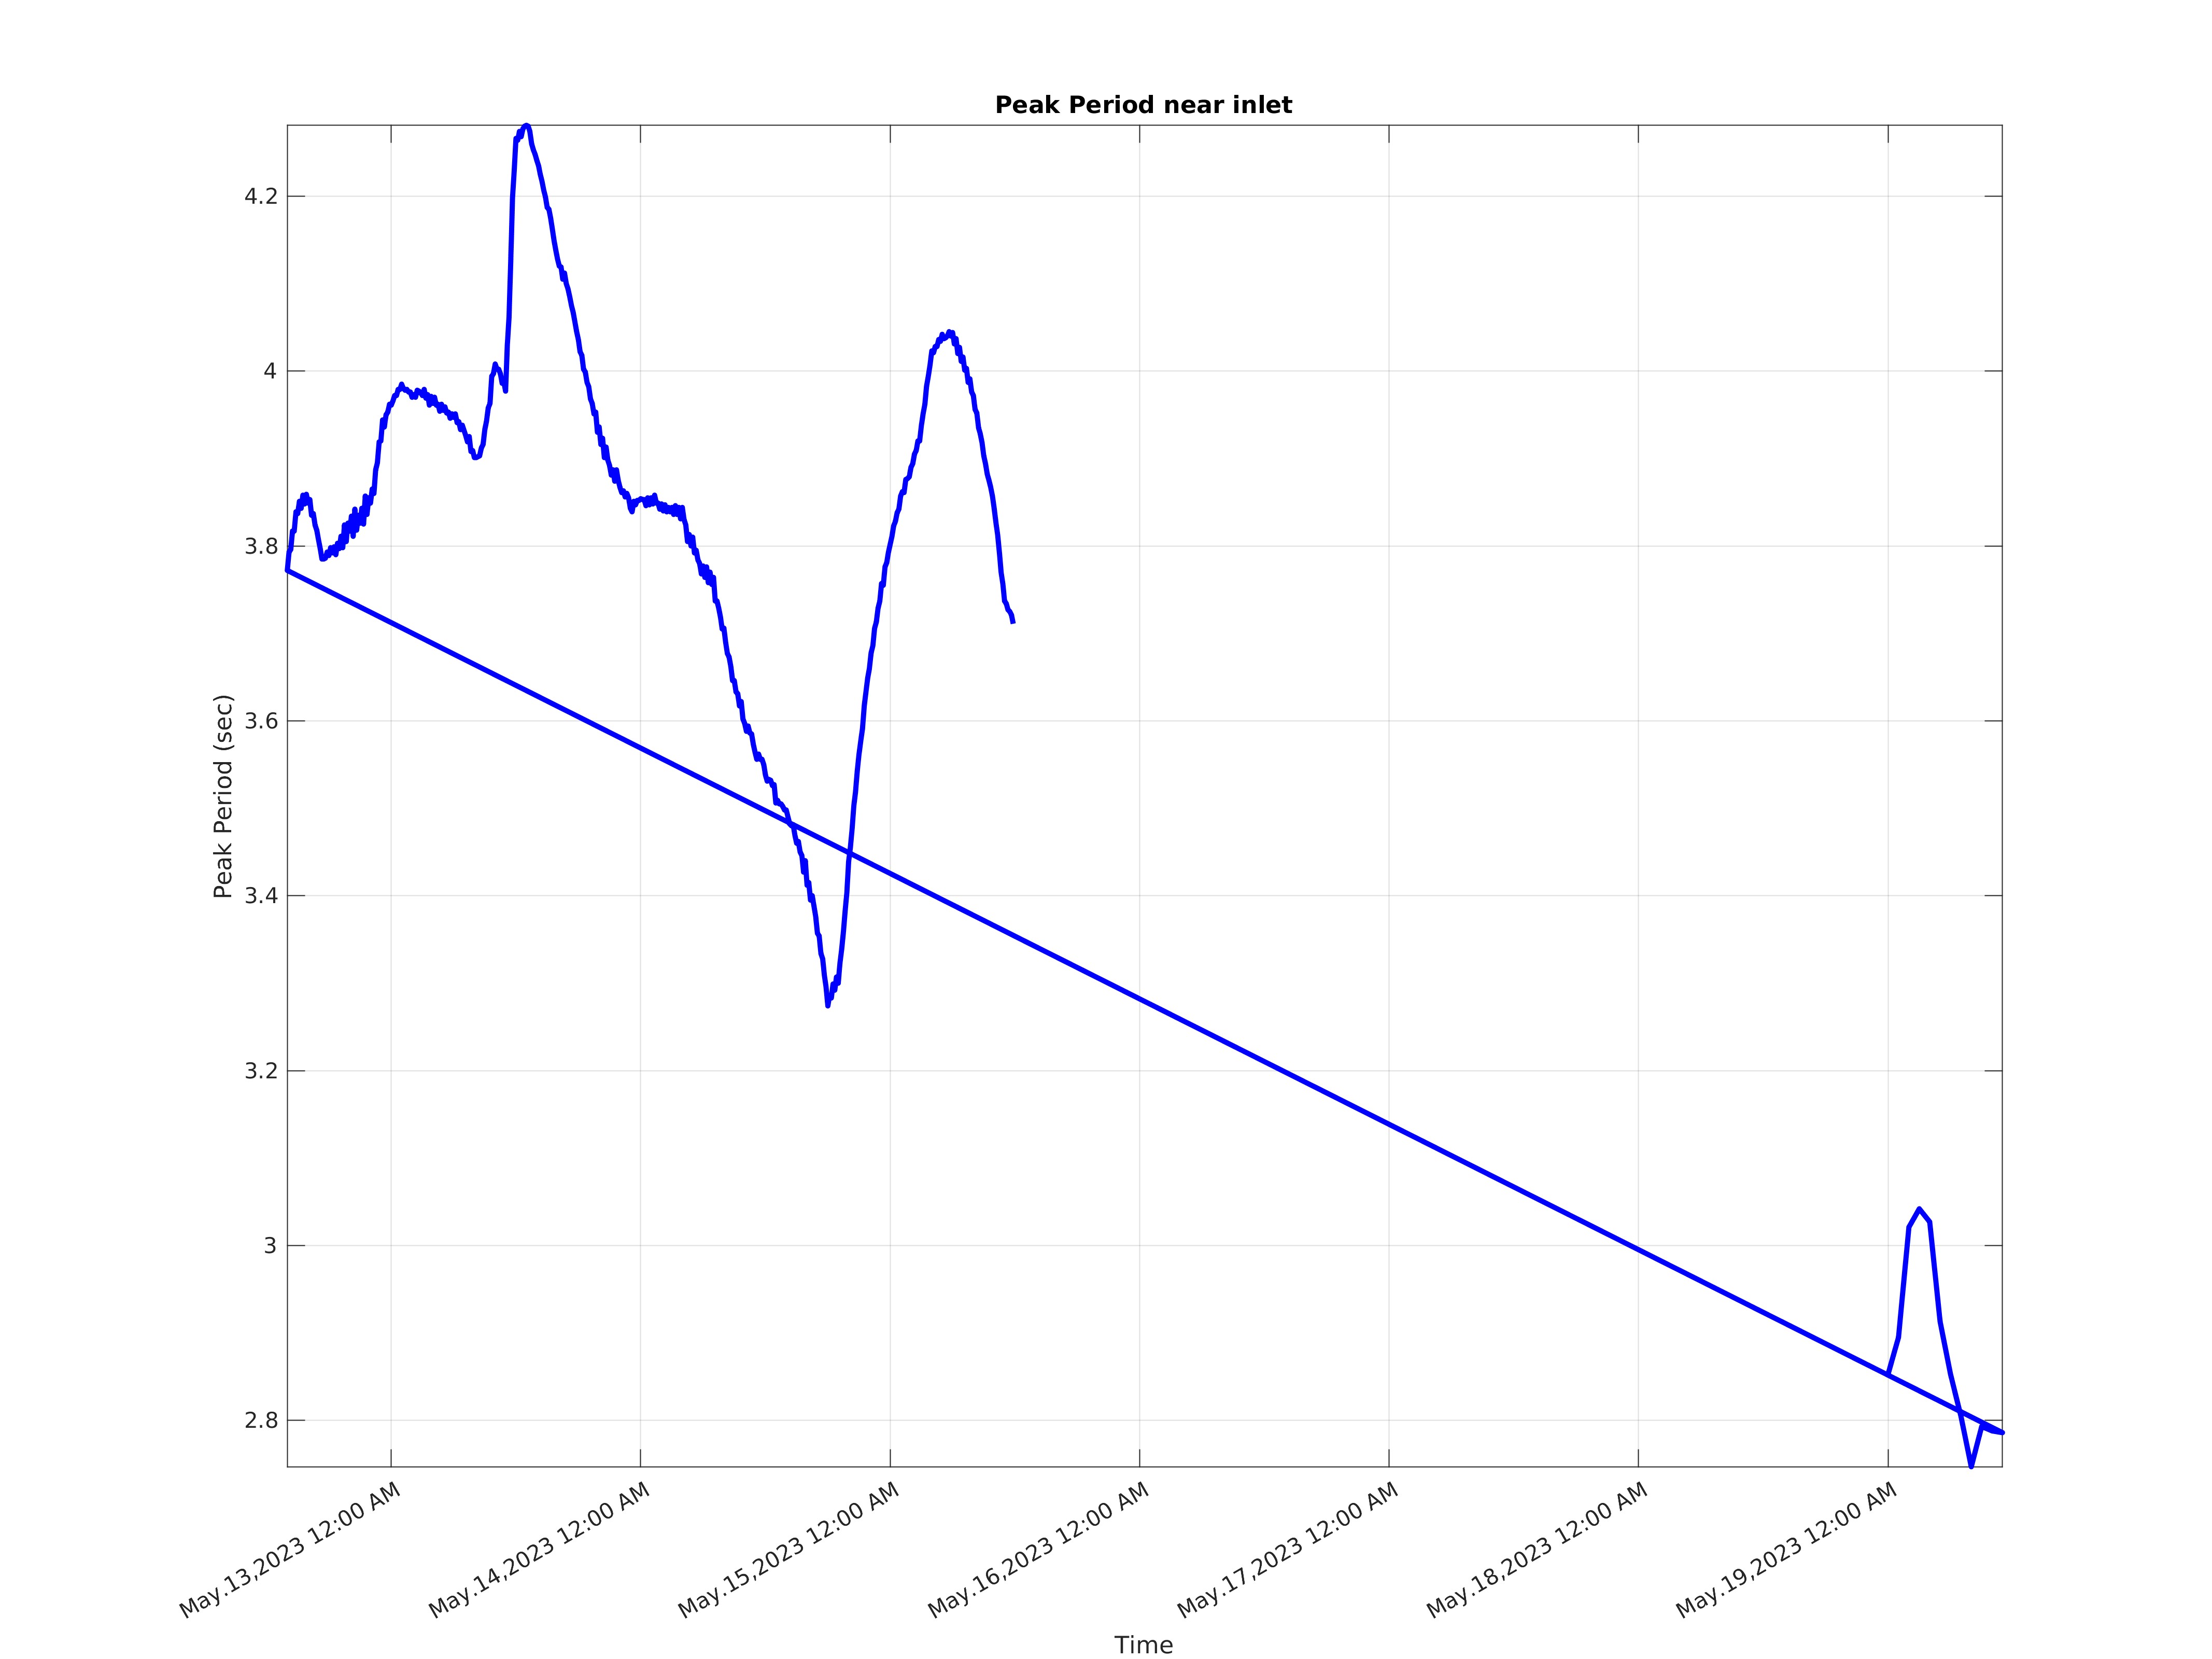 Peak Period near inlet
Peak Period (sec)
4.2
4
3.8
3.6
3.4
3.2
3
2.8
May.13,2023 12:00 AM
May.14,2023 12:00 AM
May.15,2023 12:00 AM
May.16,2023 12:00 AM
May.17,2023 12:00 AM
May.18,2023 12:00 AM
May.19,2023 12:00 AM
Time